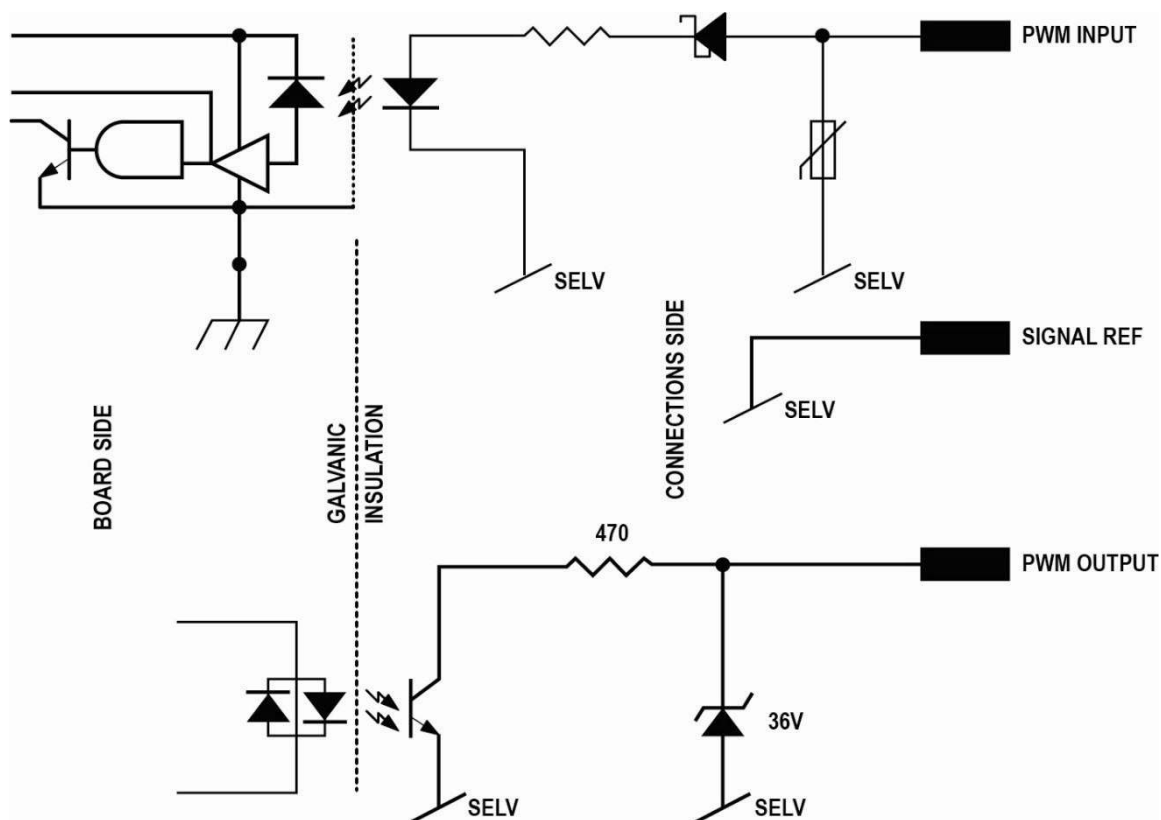 PWM INPUT
SELV
SELV
SIGNAL REF
SELV
BOARD SIDE
GALVANIC
INSULATION
CONNECTIONS SIDE
470
PWM OUTPUT
36V
SELV
SELV